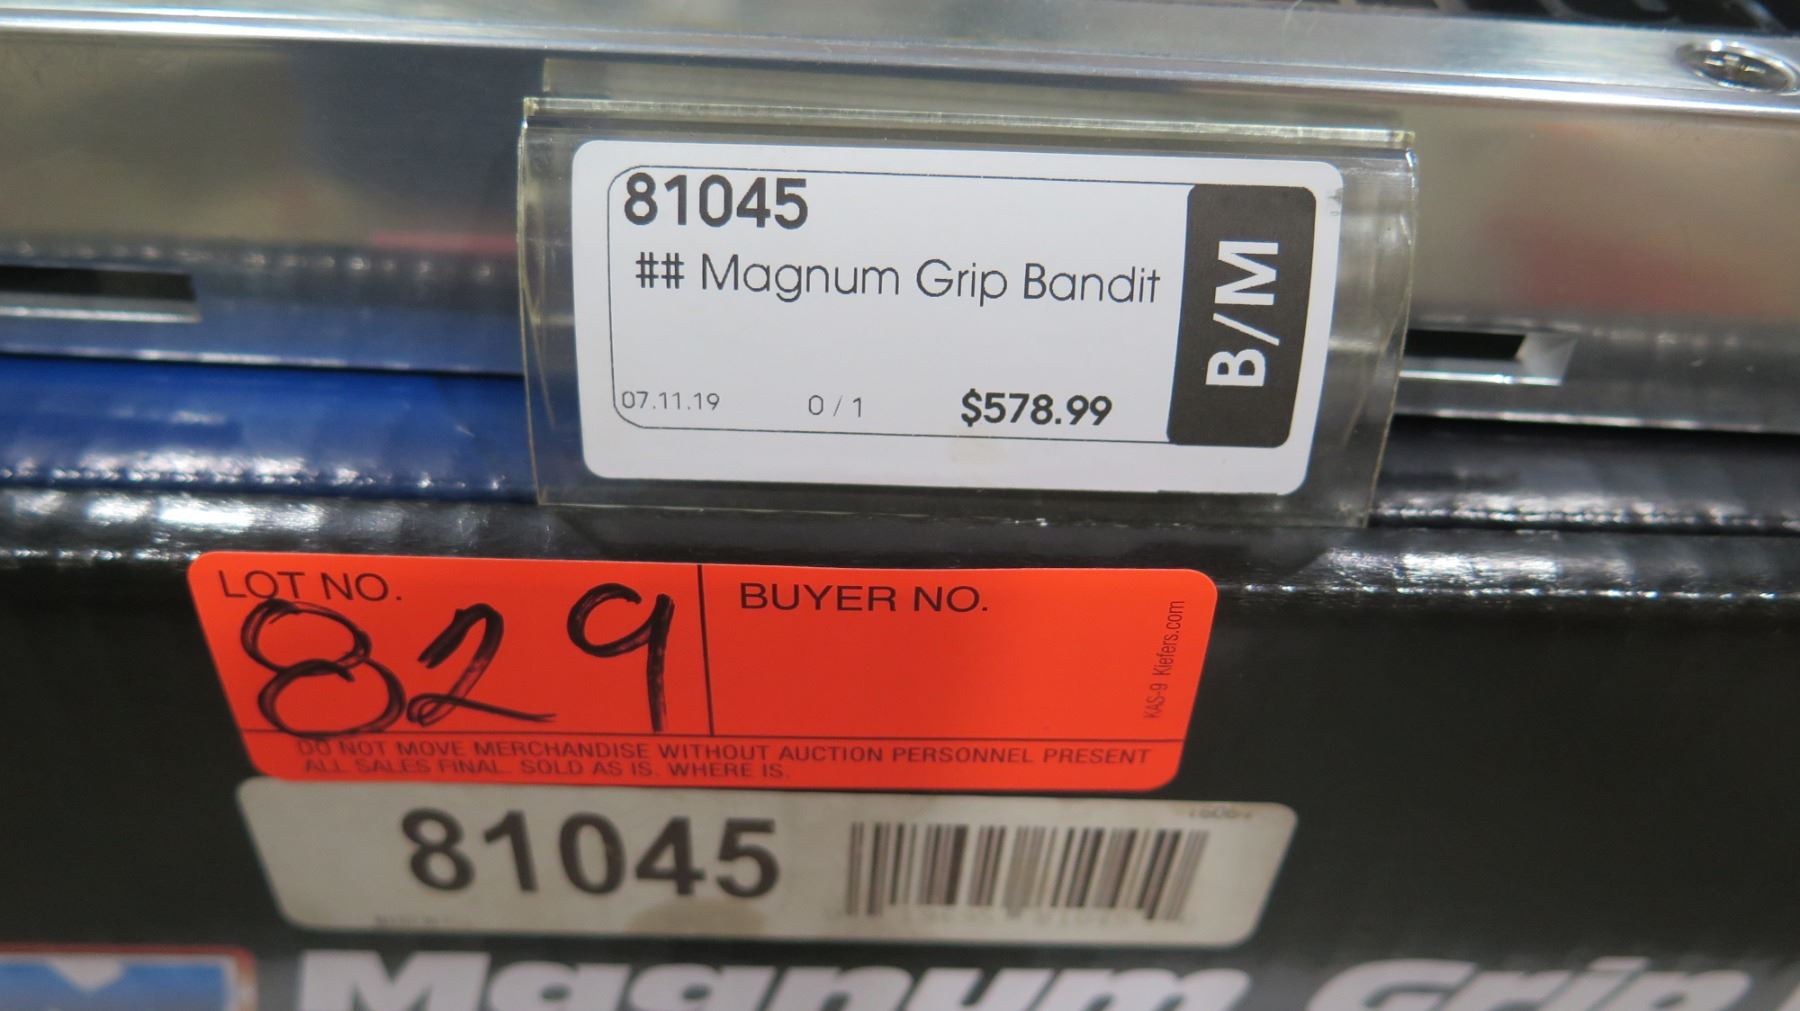 81045
## Magnum Grip Bandit
07.11.19 0 / 1 $578.99
B/M
LOT NO.
829
BUYER NO.
KAS-9 Kiefers.com
DO NOT MOVE MERCHANDISE WITHOUT AUCTION PERSONNEL PRESENT
ALL SALES FINAL. SOLD AS IS. WHERE IS.
81045
Magnum Grip